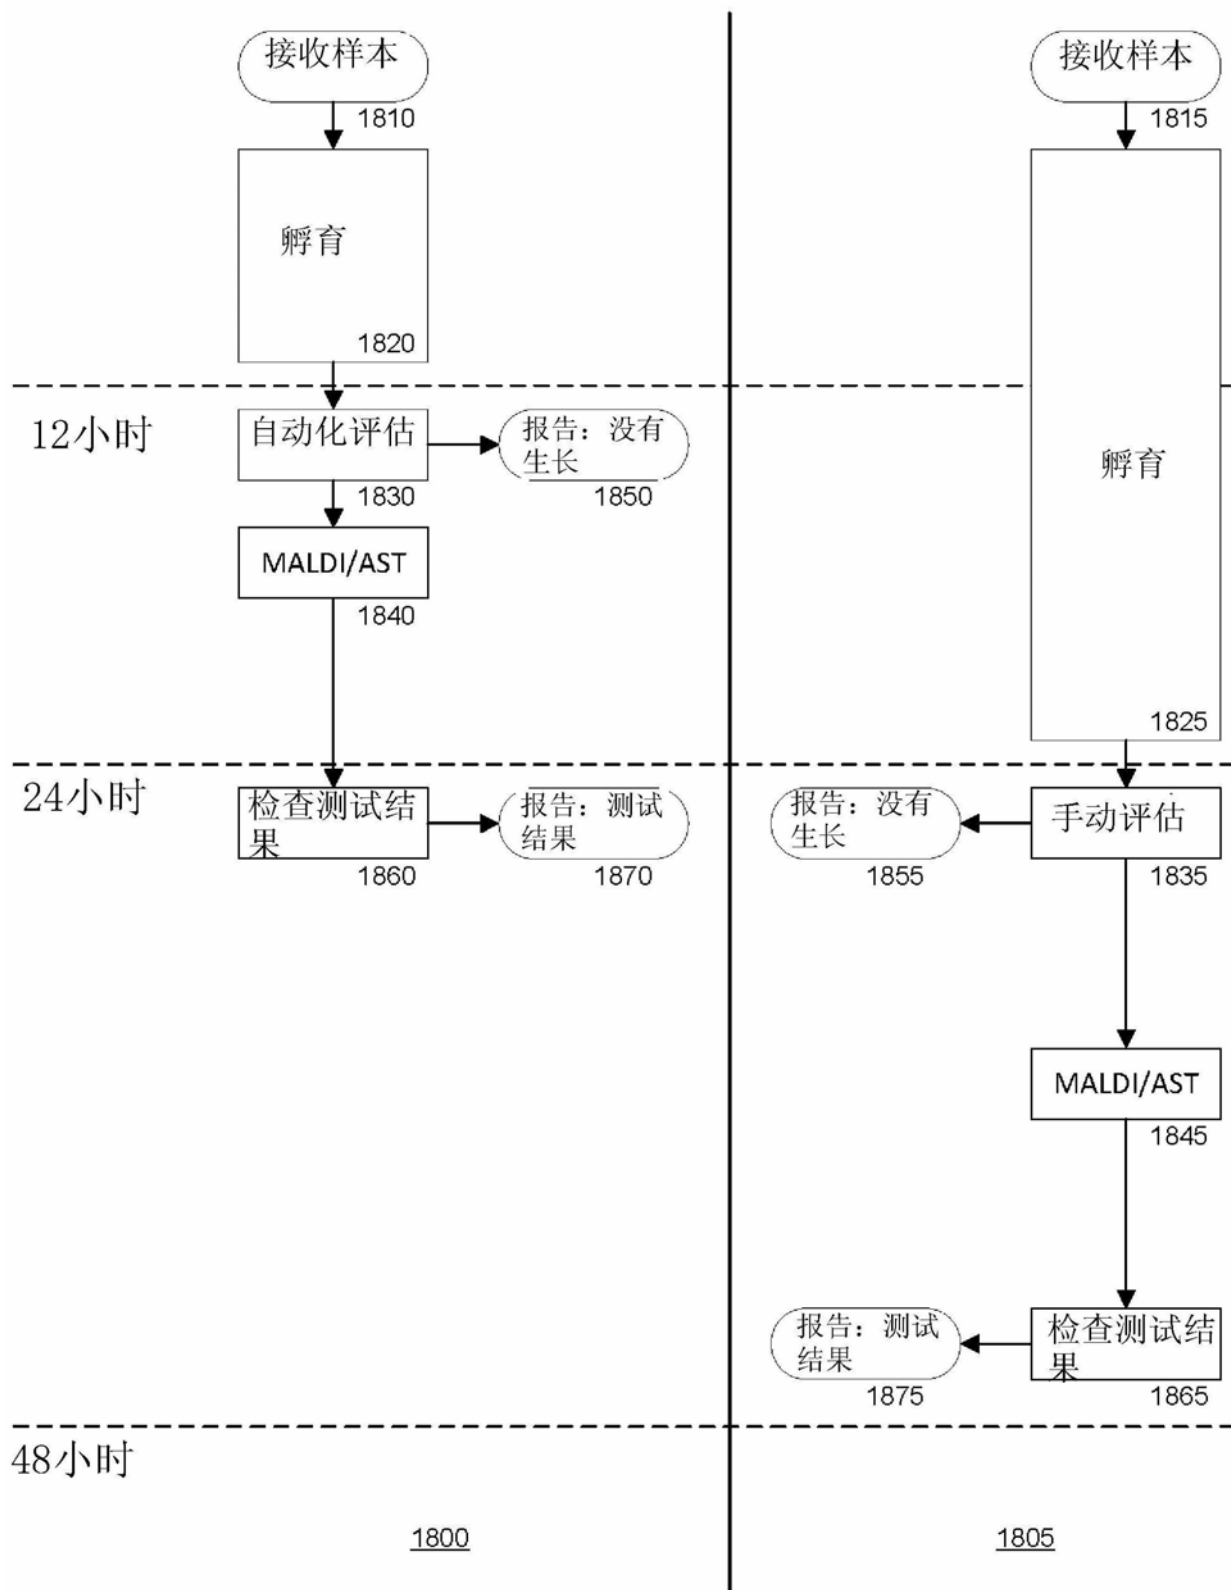 接收样本
1810
孵育
1820
12小时
自动化评估
1830
报告：没有
生长
1850
MALDI/AST
1840
24小时
检查测试结
果
1860
报告：测试
结果
1870
48小时
1800
接收样本
1815
孵育
1825
手动评估
1835
报告：没有
生长
1855
MALDI/AST
1845
检查测试结
果
1865
报告：测试
结果
1875
1805